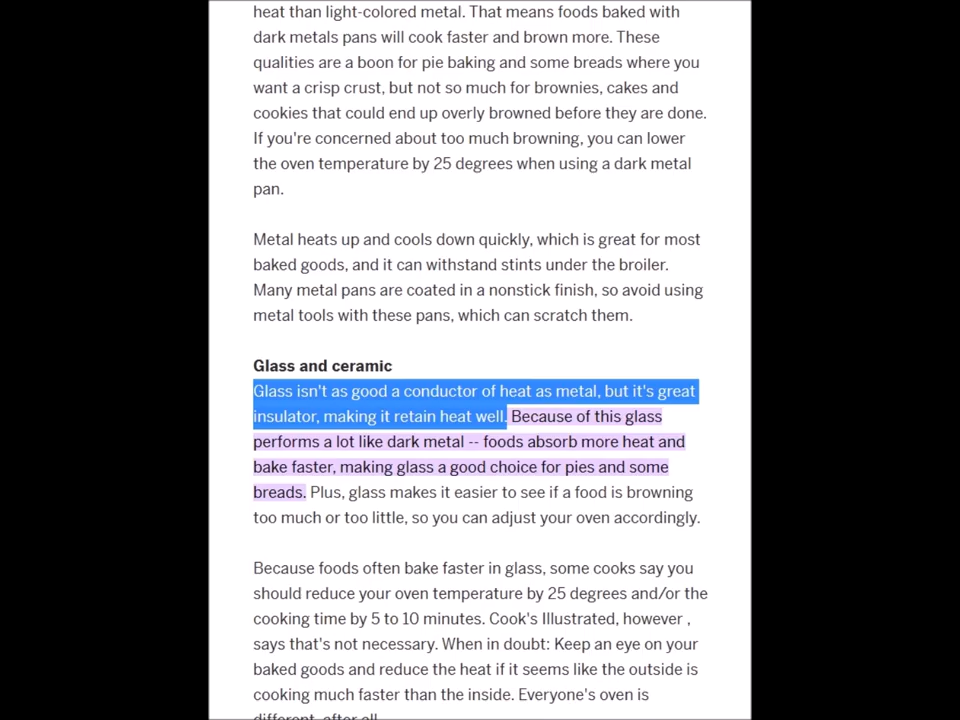 heat than light-colored metal. That means foods baked with
dark metals pans will cook faster and brown more. These
qualities are a boon for pie baking and some breads where you
want a crisp crust, but not so much for brownies, cakes and
cookies that could end up overly browned before they are done.
If you're concerned about too much browning, you can lower
the oven temperature by 25 degrees when using a dark metal
pan.
Metal heats up and cools down quickly, which is great for most
baked goods, and it can withstand stints under the broiler.
Many metal pans are coated in a nonstick finish, so avoid using
metal tools with these pans, which can scratch them.
Glass and ceramic
Glass isn't as good a conductor of heat as metal, but it's great
insulator, making it retain heat well. Because of this glass
performs a lot like dark metal -- foods absorb more heat and
bake faster, making glass a good choice for pies and some
breads. Plus, glass makes it easier to see if a food is browning
too much or too little, so you can adjust your oven accordingly.
Because foods often bake faster in glass, some cooks say you
should reduce your oven temperature by 25 degrees and/or the
cooking time by 5 to 10 minutes. Cook's Illustrated, however ,
says that's not necessary. When in doubt: Keep an eye on your
baked goods and reduce the heat if it seems like the outside is
cooking much faster than the inside. Everyone's oven is
different, after all.